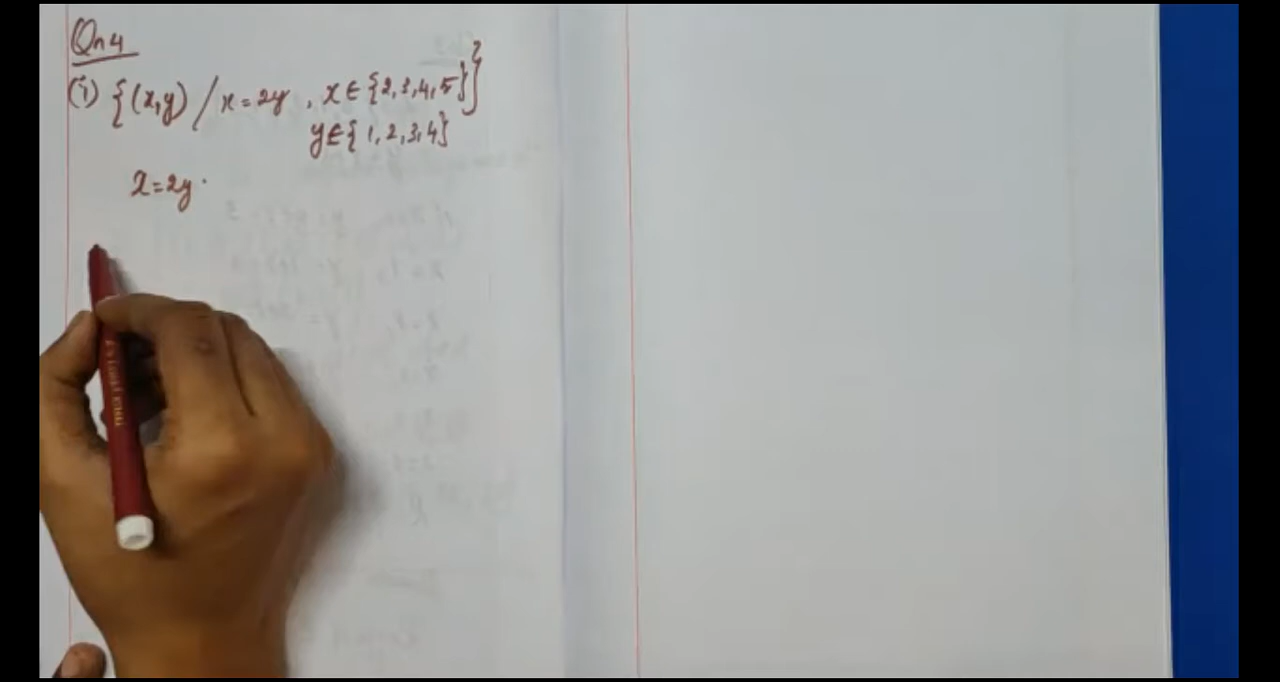 Qn 4
(i) {(x,y) / x = 2y , x ∈ {2,3,4,5}}
y ∈ {1,2,3,4}
x = 2y.